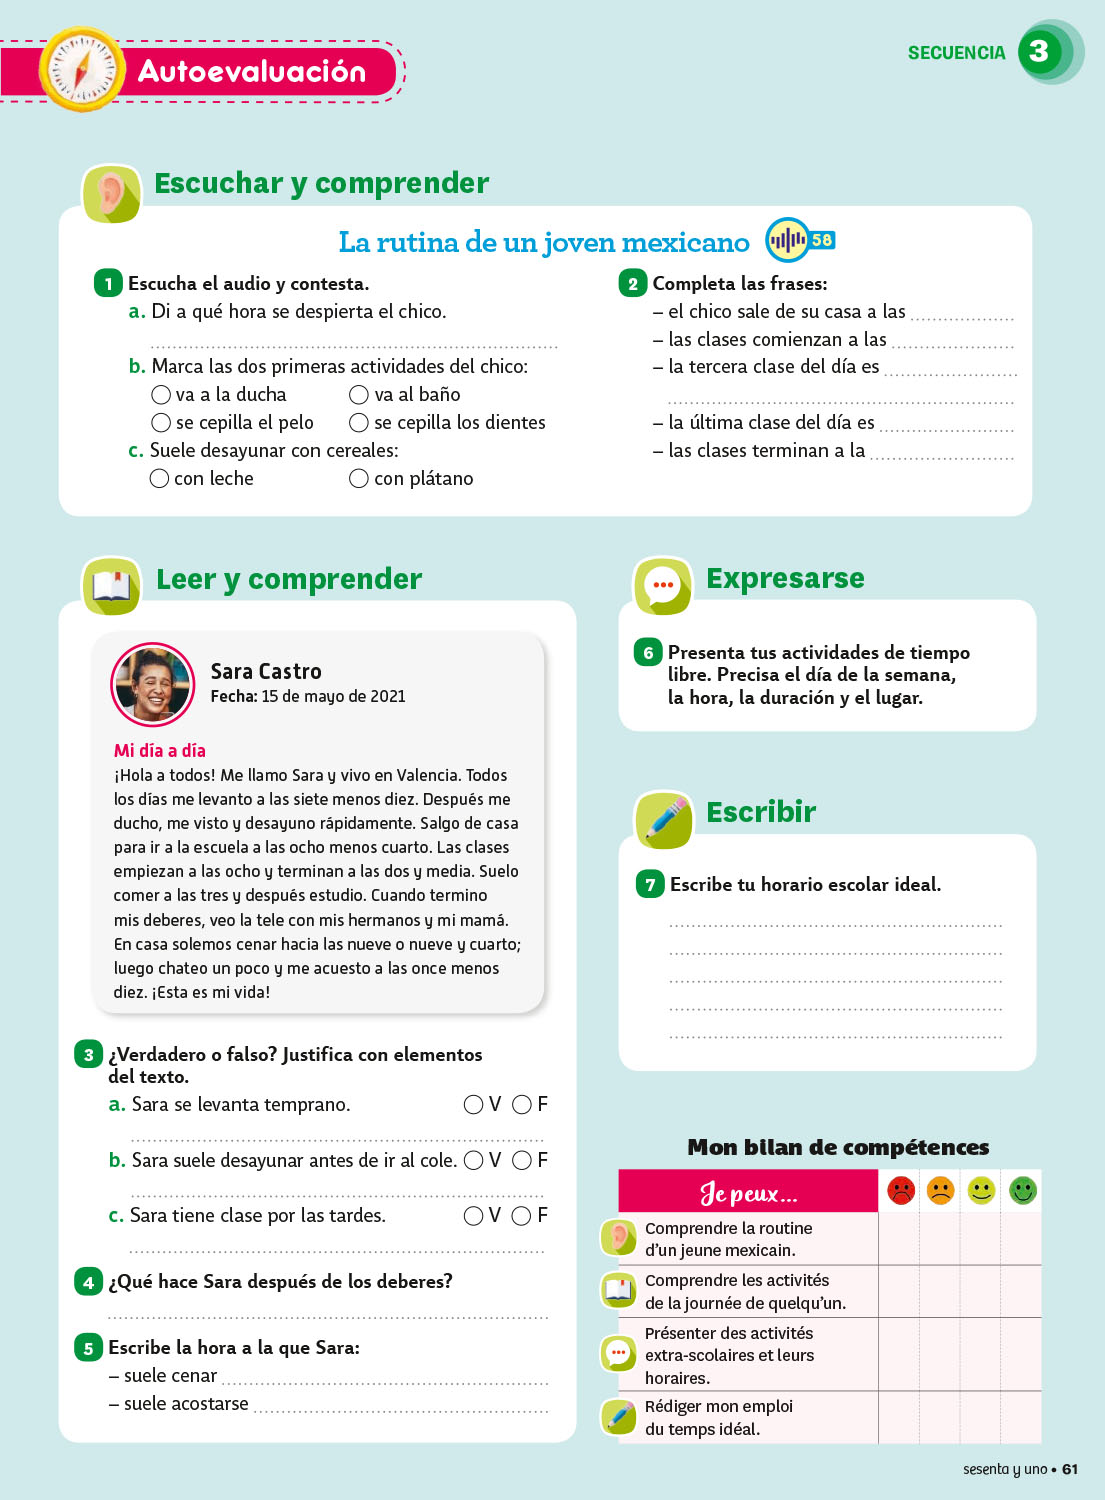 Autoevaluación
SECUENCIA 3
Escuchar y comprender
La rutina de un joven mexicano 58
1 Escucha el audio y contesta.
a. Di a qué hora se despierta el chico.
b. Marca las dos primeras actividades del chico:
va a la ducha va al baño
se cepilla el pelo se cepilla los dientes
c. Suele desayunar con cereales:
con leche con plátano
2 Completa las frases:
– el chico sale de su casa a las
– las clases comienzan a las
– la tercera clase del día es
– la última clase del día es
– las clases terminan a la
Leer y comprender
Sara Castro
Fecha: 15 de mayo de 2021
Mi día a día
¡Hola a todos! Me llamo Sara y vivo en Valencia. Todos
los días me levanto a las siete menos diez. Después me
ducho, me visto y desayuno rápidamente. Salgo de casa
para ir a la escuela a las ocho menos cuarto. Las clases
empiezan a las ocho y terminan a las dos y media. Suelo
comer a las tres y después estudio. Cuando termino
mis deberes, veo la tele con mis hermanos y mi mamá.
En casa solemos cenar hacia las nueve o nueve y cuarto;
luego chateo un poco y me acuesto a las once menos
diez. ¡Esta es mi vida!
3 ¿Verdadero o falso? Justifica con elementos
del texto.
a. Sara se levanta temprano. V F
b. Sara suele desayunar antes de ir al cole. V F
c. Sara tiene clase por las tardes. V F
4 ¿Qué hace Sara después de los deberes?
5 Escribe la hora a la que Sara:
– suele cenar
– suele acostarse
Expresarse
6 Presenta tus actividades de tiempo
libre. Precisa el día de la semana,
la hora, la duración y el lugar.
Escribir
7 Escribe tu horario escolar ideal.
Mon bilan de compétences
Je peux...
Comprendre la routine
d'un jeune mexicain.
Comprendre les activités
de la journée de quelqu'un.
Présenter des activités
extra-scolaires et leurs
horaires.
Rédiger mon emploi
du temps idéal.
sesenta y uno • 61